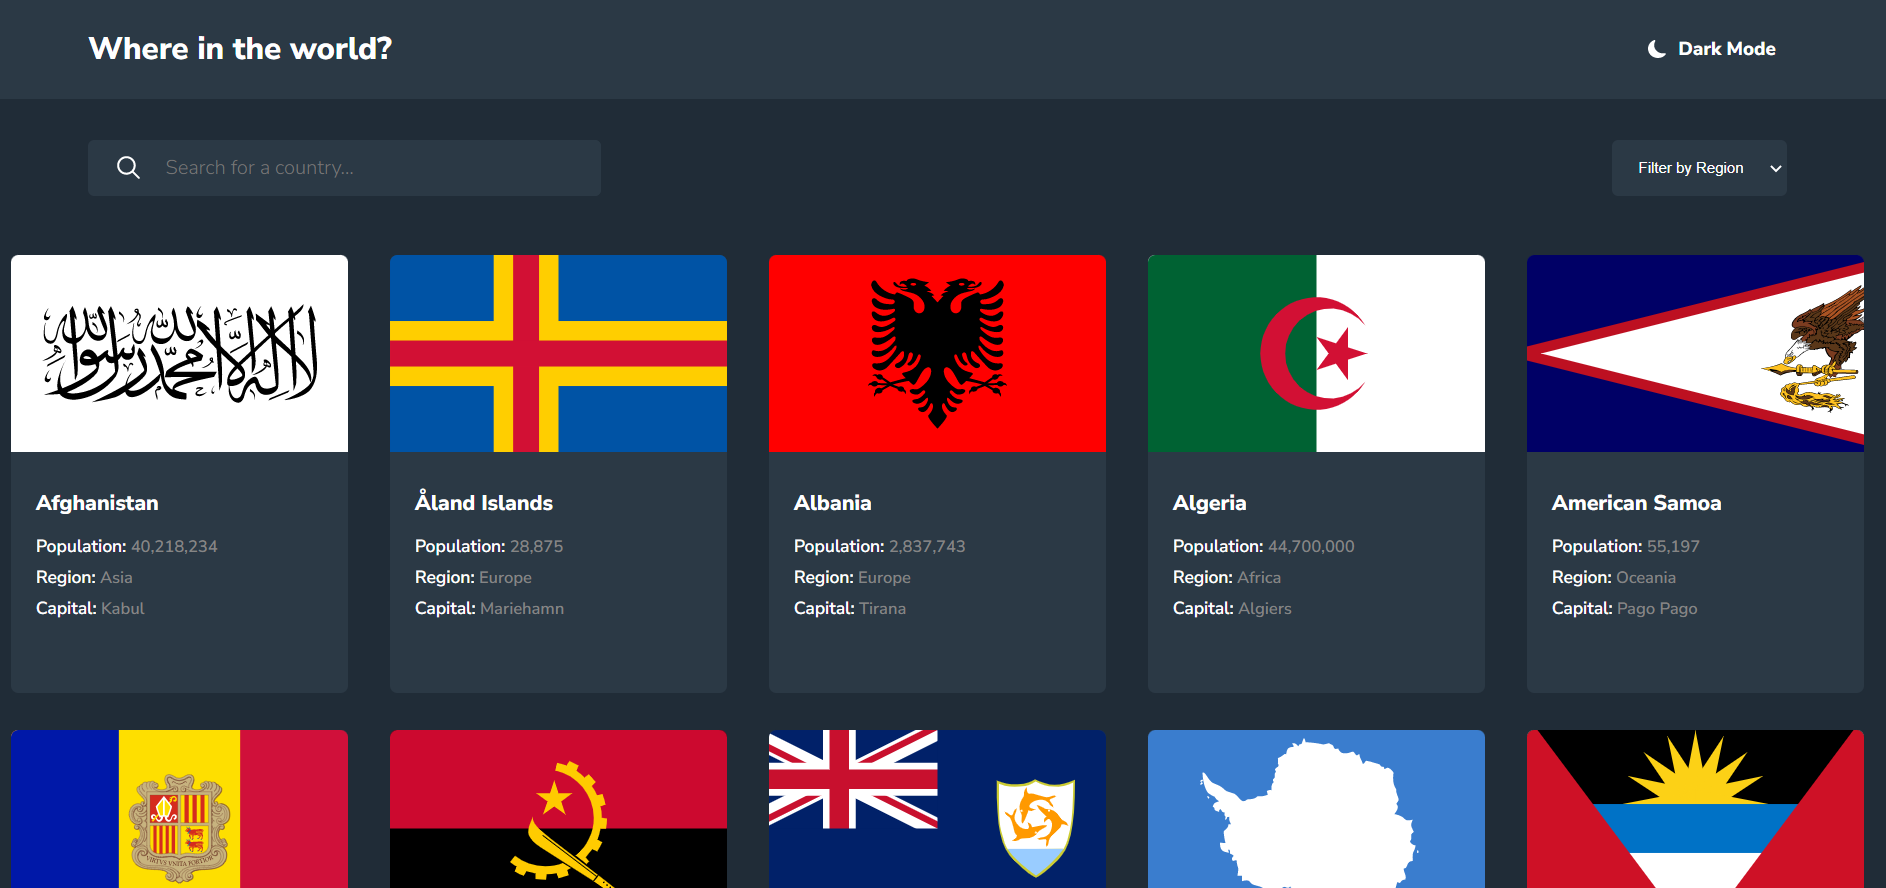 Where in the world?
Dark Mode
Search for a country...
Filter by Region
لا إله إلا الله محمد رسول الله
Afghanistan
Population: 40,218,234
Region: Asia
Capital: Kabul
Åland Islands
Population: 28,875
Region: Europe
Capital: Mariehamn
Albania
Population: 2,837,743
Region: Europe
Capital: Tirana
Algeria
Population: 44,700,000
Region: Africa
Capital: Algiers
American Samoa
Population: 55,197
Region: Oceania
Capital: Pago Pago
VIRTVS VNITA FORTIOR